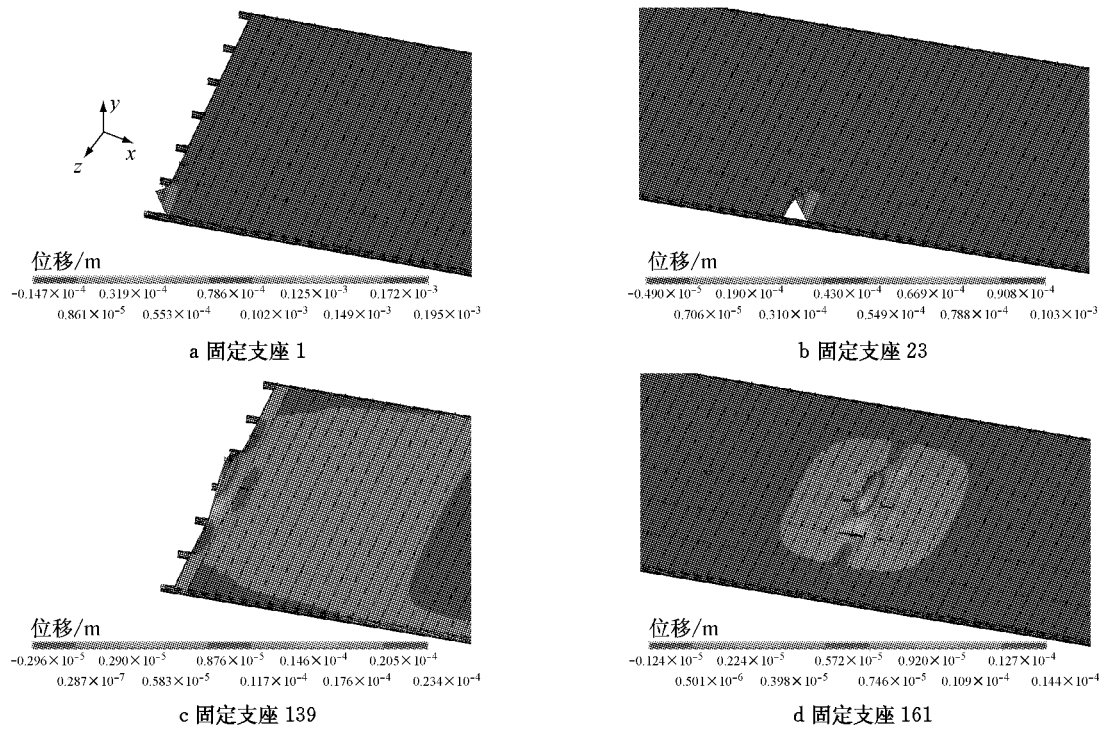 y
x
z
位移/m
-0.147×10⁻⁴ 0.319×10⁻⁴ 0.786×10⁻⁴ 0.125×10⁻³ 0.172×10⁻³
0.861×10⁻⁵ 0.553×10⁻⁴ 0.102×10⁻³ 0.149×10⁻³ 0.195×10⁻³
a 固定支座 1
位移/m
-0.490×10⁻⁵ 0.190×10⁻⁴ 0.430×10⁻⁴ 0.669×10⁻⁴ 0.908×10⁻⁴
0.706×10⁻⁵ 0.310×10⁻⁴ 0.549×10⁻⁴ 0.788×10⁻⁴ 0.103×10⁻³
b 固定支座 23
位移/m
-0.296×10⁻⁵ 0.290×10⁻⁵ 0.876×10⁻⁵ 0.146×10⁻⁴ 0.205×10⁻⁴
0.287×10⁻⁷ 0.583×10⁻⁵ 0.117×10⁻⁴ 0.176×10⁻⁴ 0.234×10⁻⁴
c 固定支座 139
位移/m
-0.124×10⁻⁵ 0.224×10⁻⁵ 0.572×10⁻⁵ 0.920×10⁻⁵ 0.127×10⁻⁴
0.501×10⁻⁶ 0.398×10⁻⁵ 0.746×10⁻⁵ 0.109×10⁻⁴ 0.144×10⁻⁴
d 固定支座 161